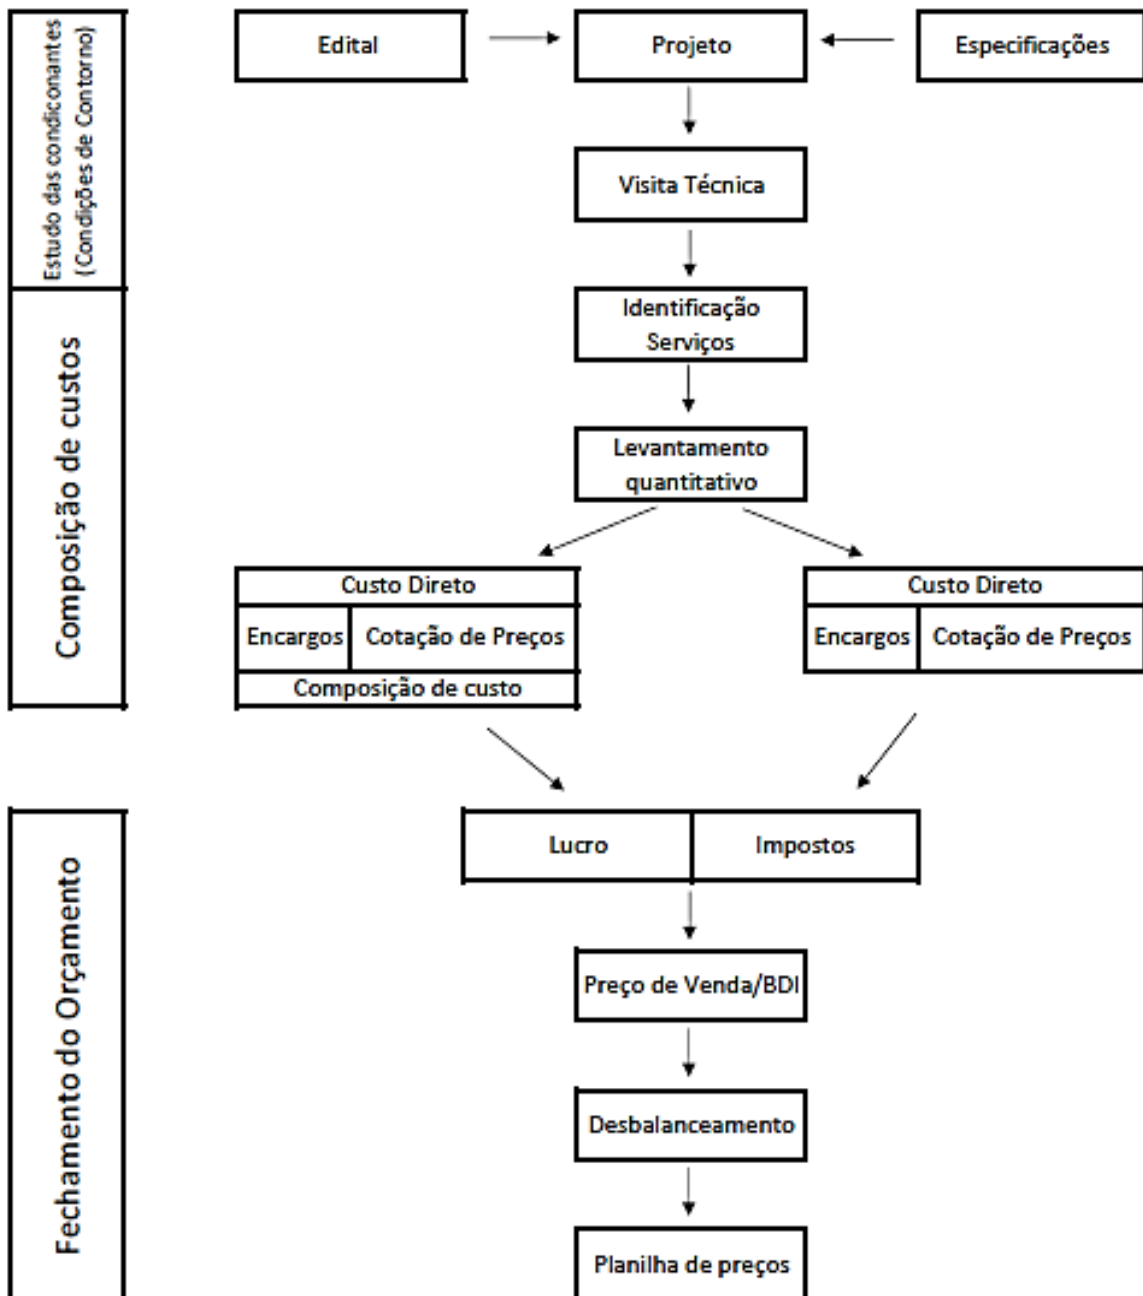 Estudo das condiconantes
(Condições de Contorno)
Edital
Projeto
Especificações
Visita Técnica
Composição de custos
Identificação
Serviços
Levantamento
quantitativo
Custo Direto
Encargos
Cotação de Preços
Composição de custo
Custo Direto
Encargos
Cotação de Preços
Fechamento do Orçamento
Lucro
Impostos
Preço de Venda/BDI
Desbalanceamento
Planilha de preços